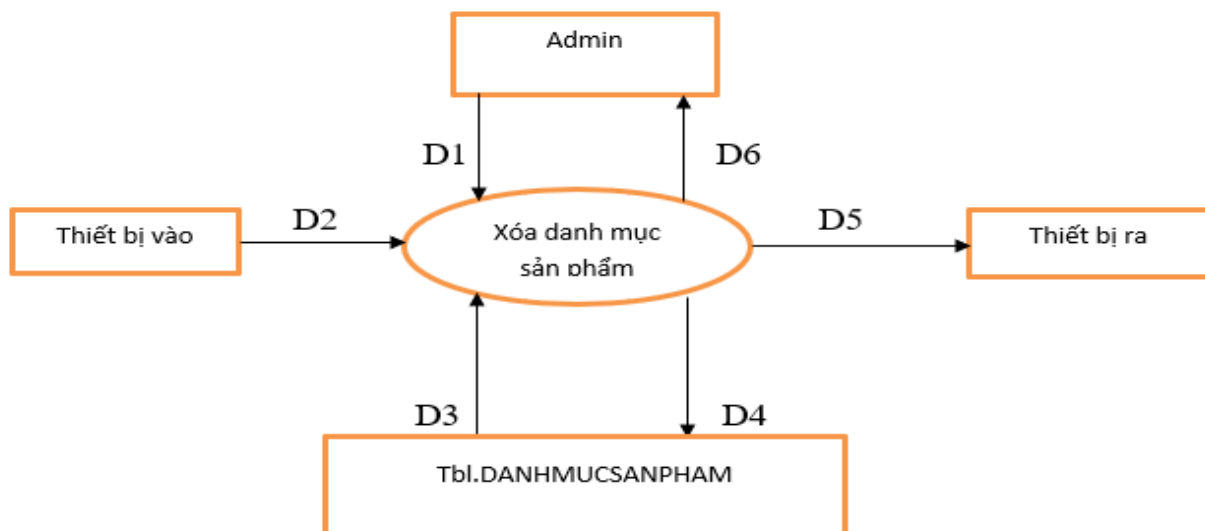 Admin
D1
D6
Thiết bị vào
D2
Xóa danh mục
sản phẩm
D5
Thiết bị ra
D3
D4
Tbl.DANHMUCSANPHAM